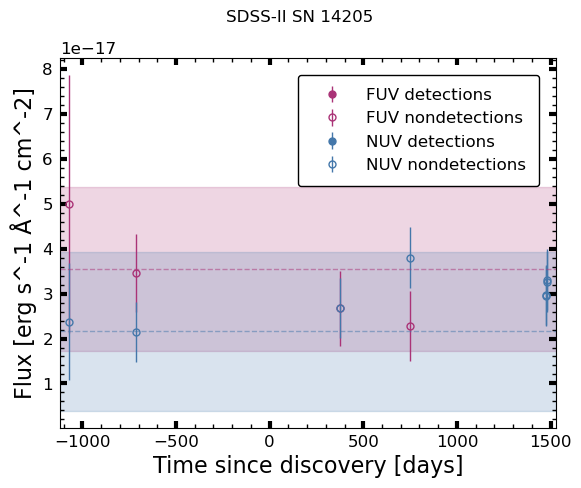 SDSS-II SN 14205
1e−17
8
7
6
5
4
3
2
1
Flux [erg s^-1 Å^-1 cm^-2]
FUV detections
FUV nondetections
NUV detections
NUV nondetections
−1000 −500 0 500 1000 1500
Time since discovery [days]